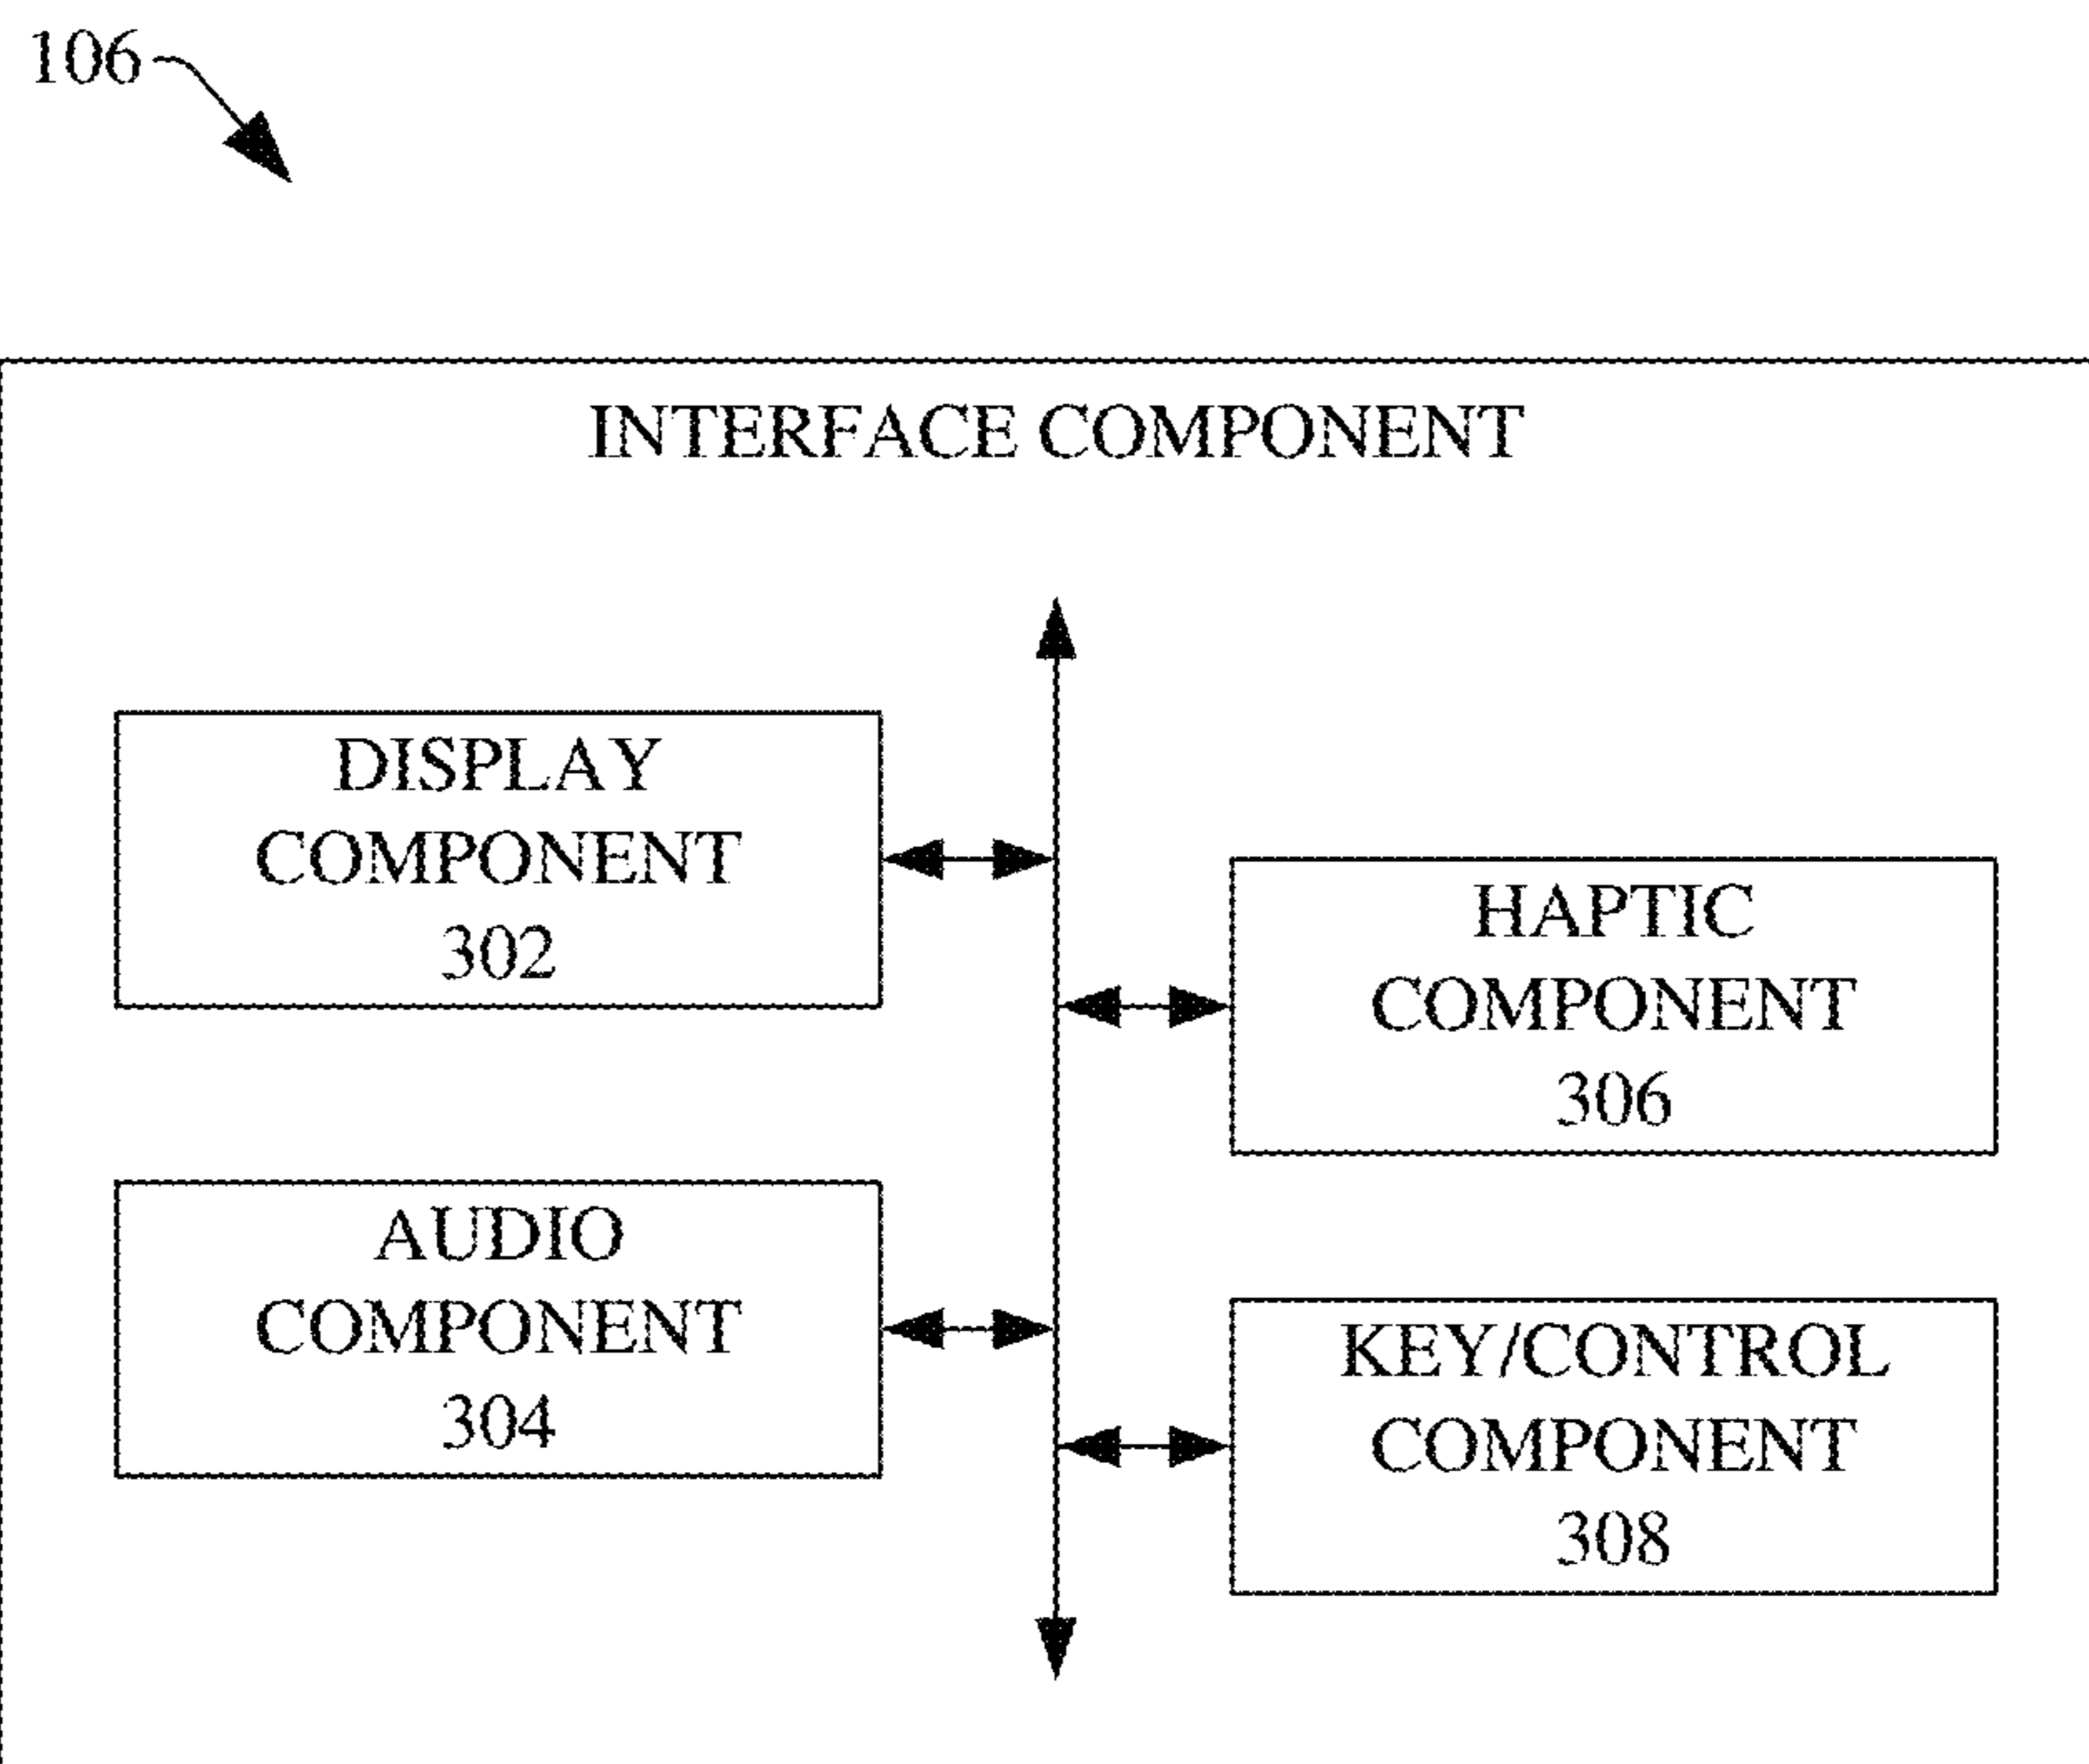 106
INTERFACE COMPONENT
DISPLAY
COMPONENT
302
HAPTIC
COMPONENT
306
AUDIO
COMPONENT
304
KEY/CONTROL
COMPONENT
308